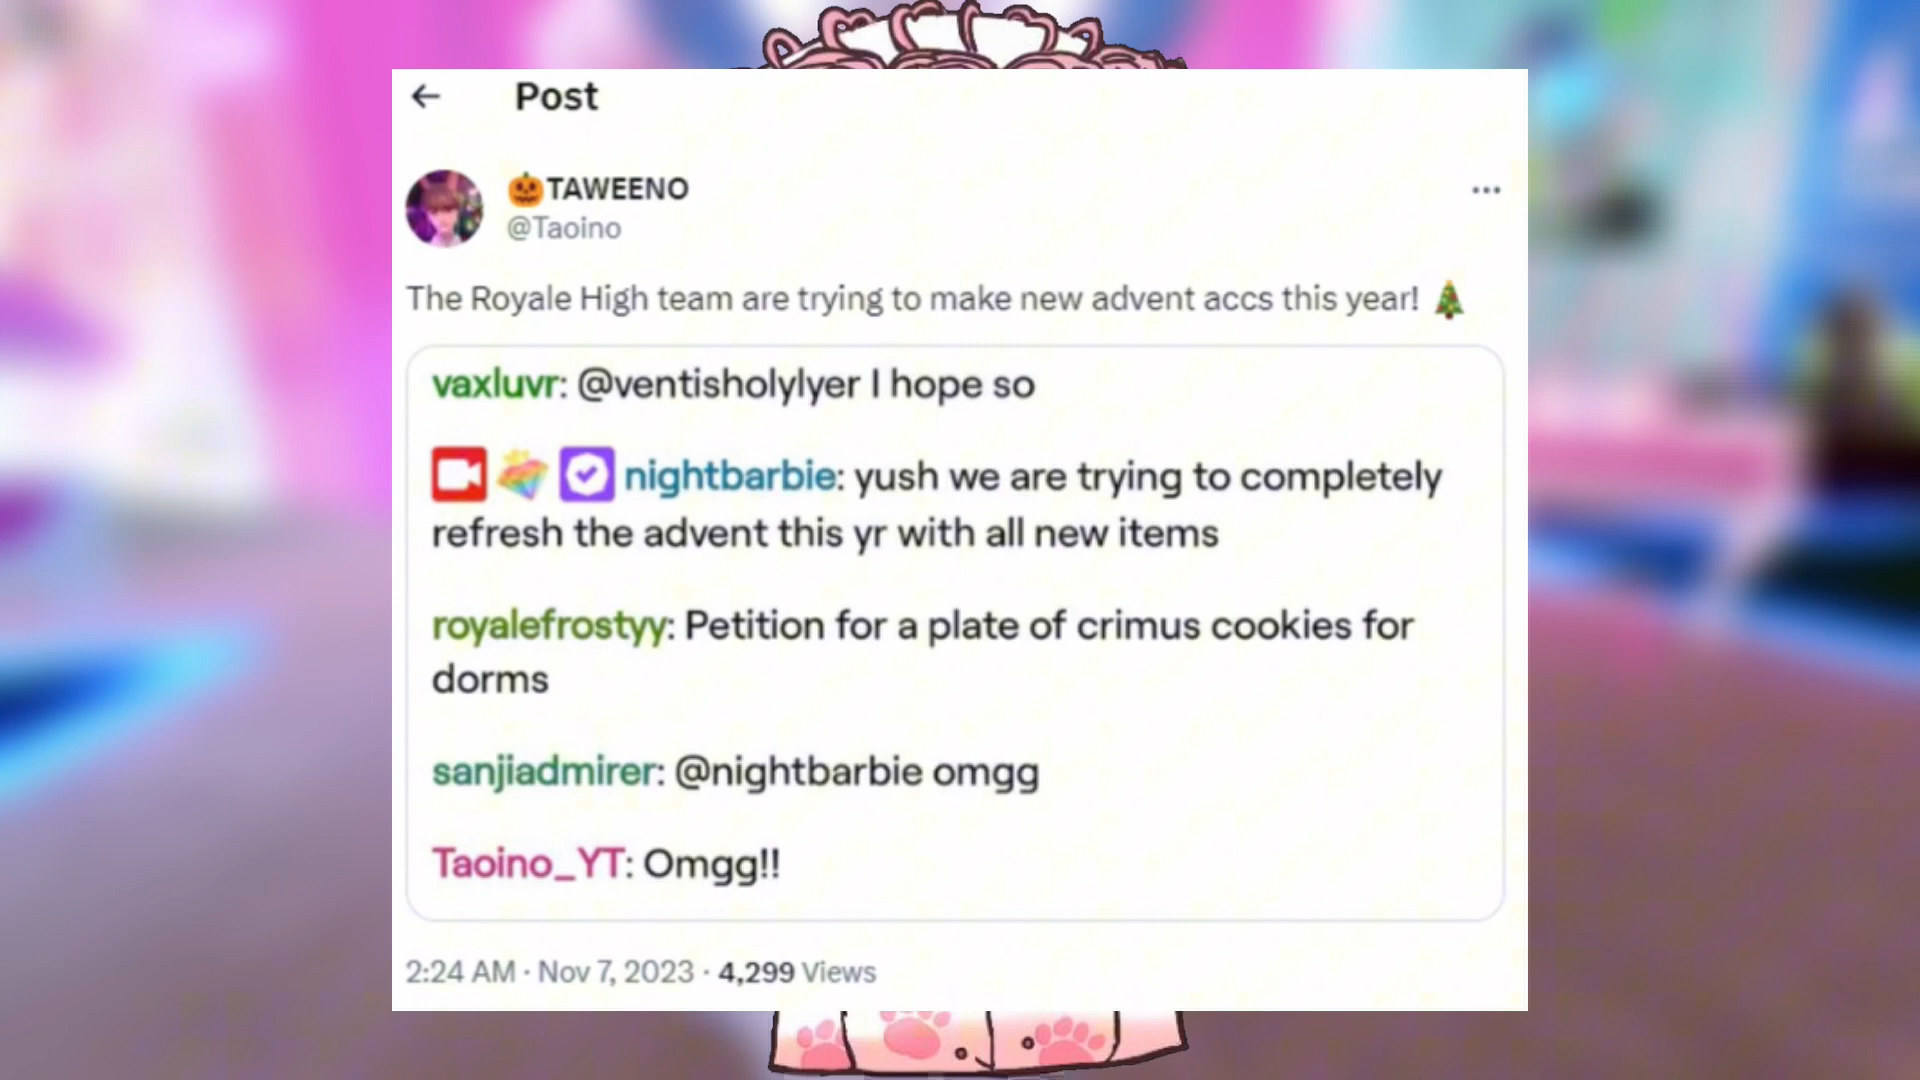 Post
🎃TAWEENO
@Taoino
The Royale High team are trying to make new advent accs this year! 🎄
vaxluvr: @ventisholylyer I hope so
nightbarbie: yush we are trying to completely
refresh the advent this yr with all new items
royalefrostyy: Petition for a plate of crimus cookies for
dorms
sanjiadmirer: @nightbarbie omgg
Taoino_YT: Omgg!!
2:24 AM · Nov 7, 2023 · 4,299 Views